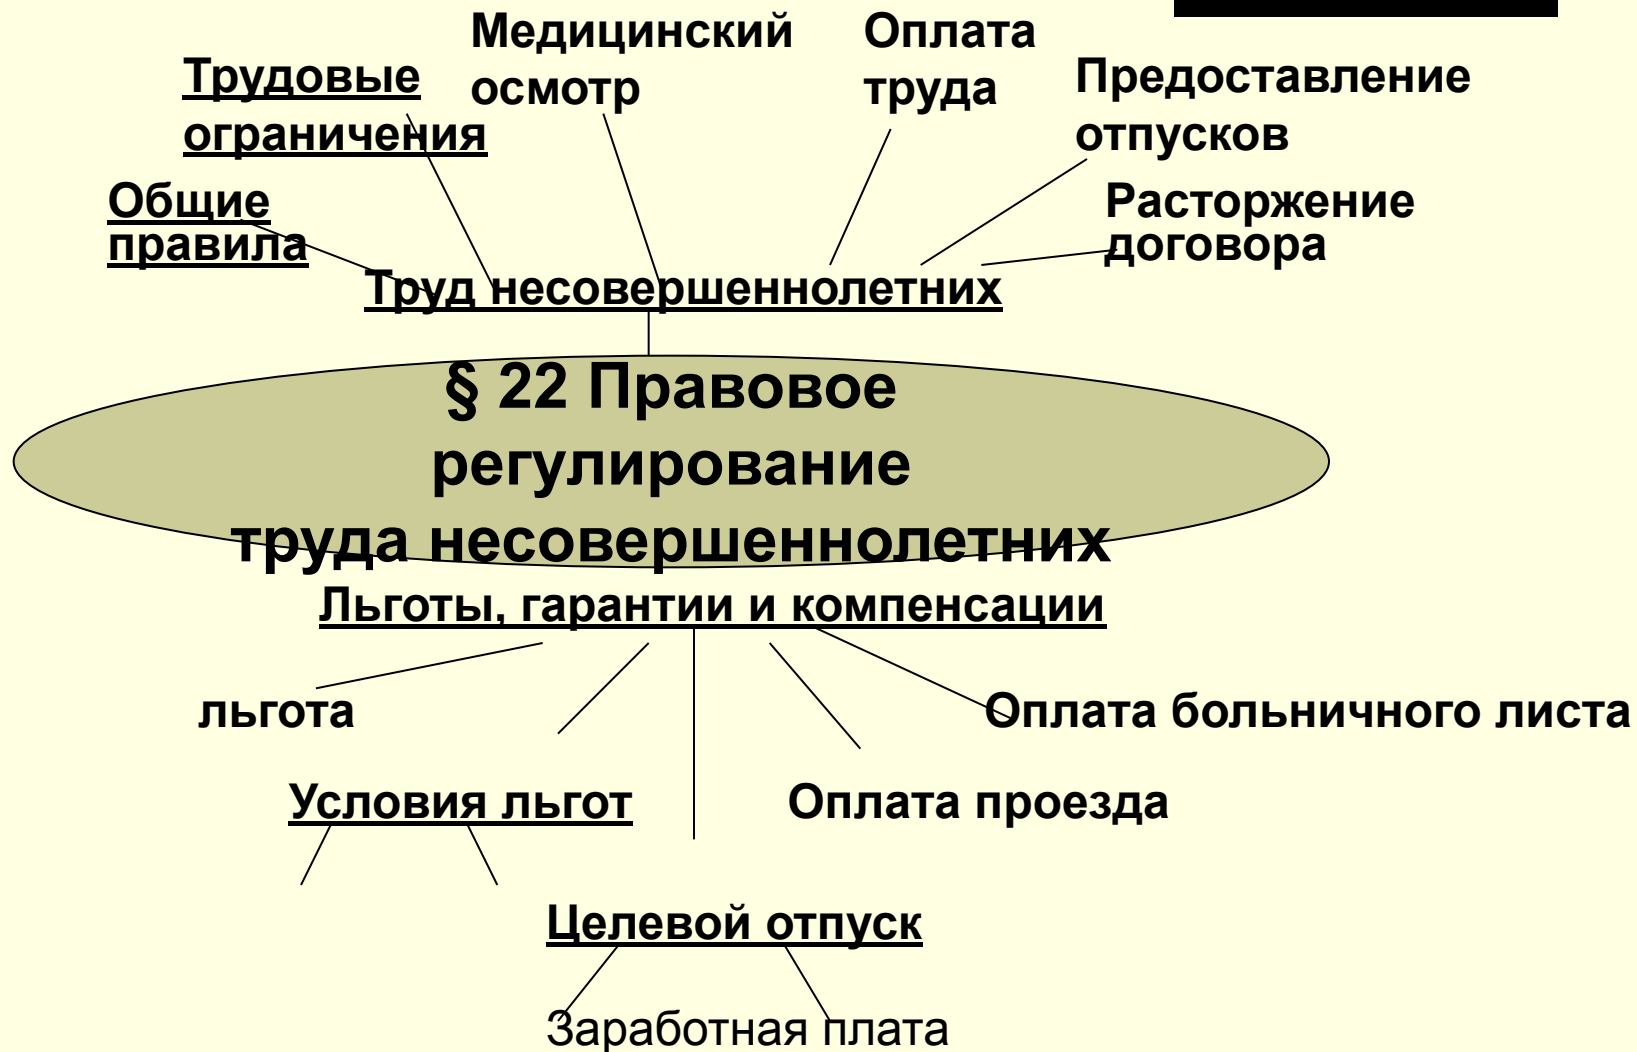 Медицинский
осмотр
Оплата
труда
Трудовые
ограничения
Предоставление
отпусков
Общие
правила
Расторжение
договора
Труд несовершеннолетних
§ 22 Правовое
регулирование
труда несовершеннолетних
Льготы, гарантии и компенсации
льгота
Оплата больничного листа
Условия льгот
Оплата проезда
Целевой отпуск
Заработная плата